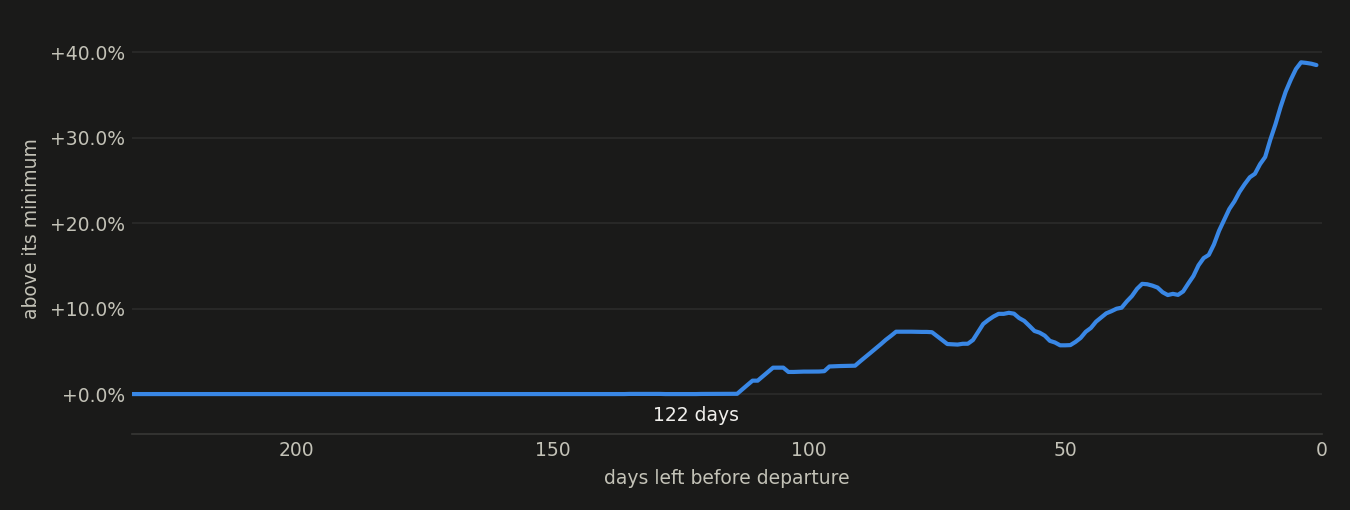 +40.0%
+30.0%
+20.0%
+10.0%
+0.0%
above its minimum
122 days
200 150 100 50 0
days left before departure